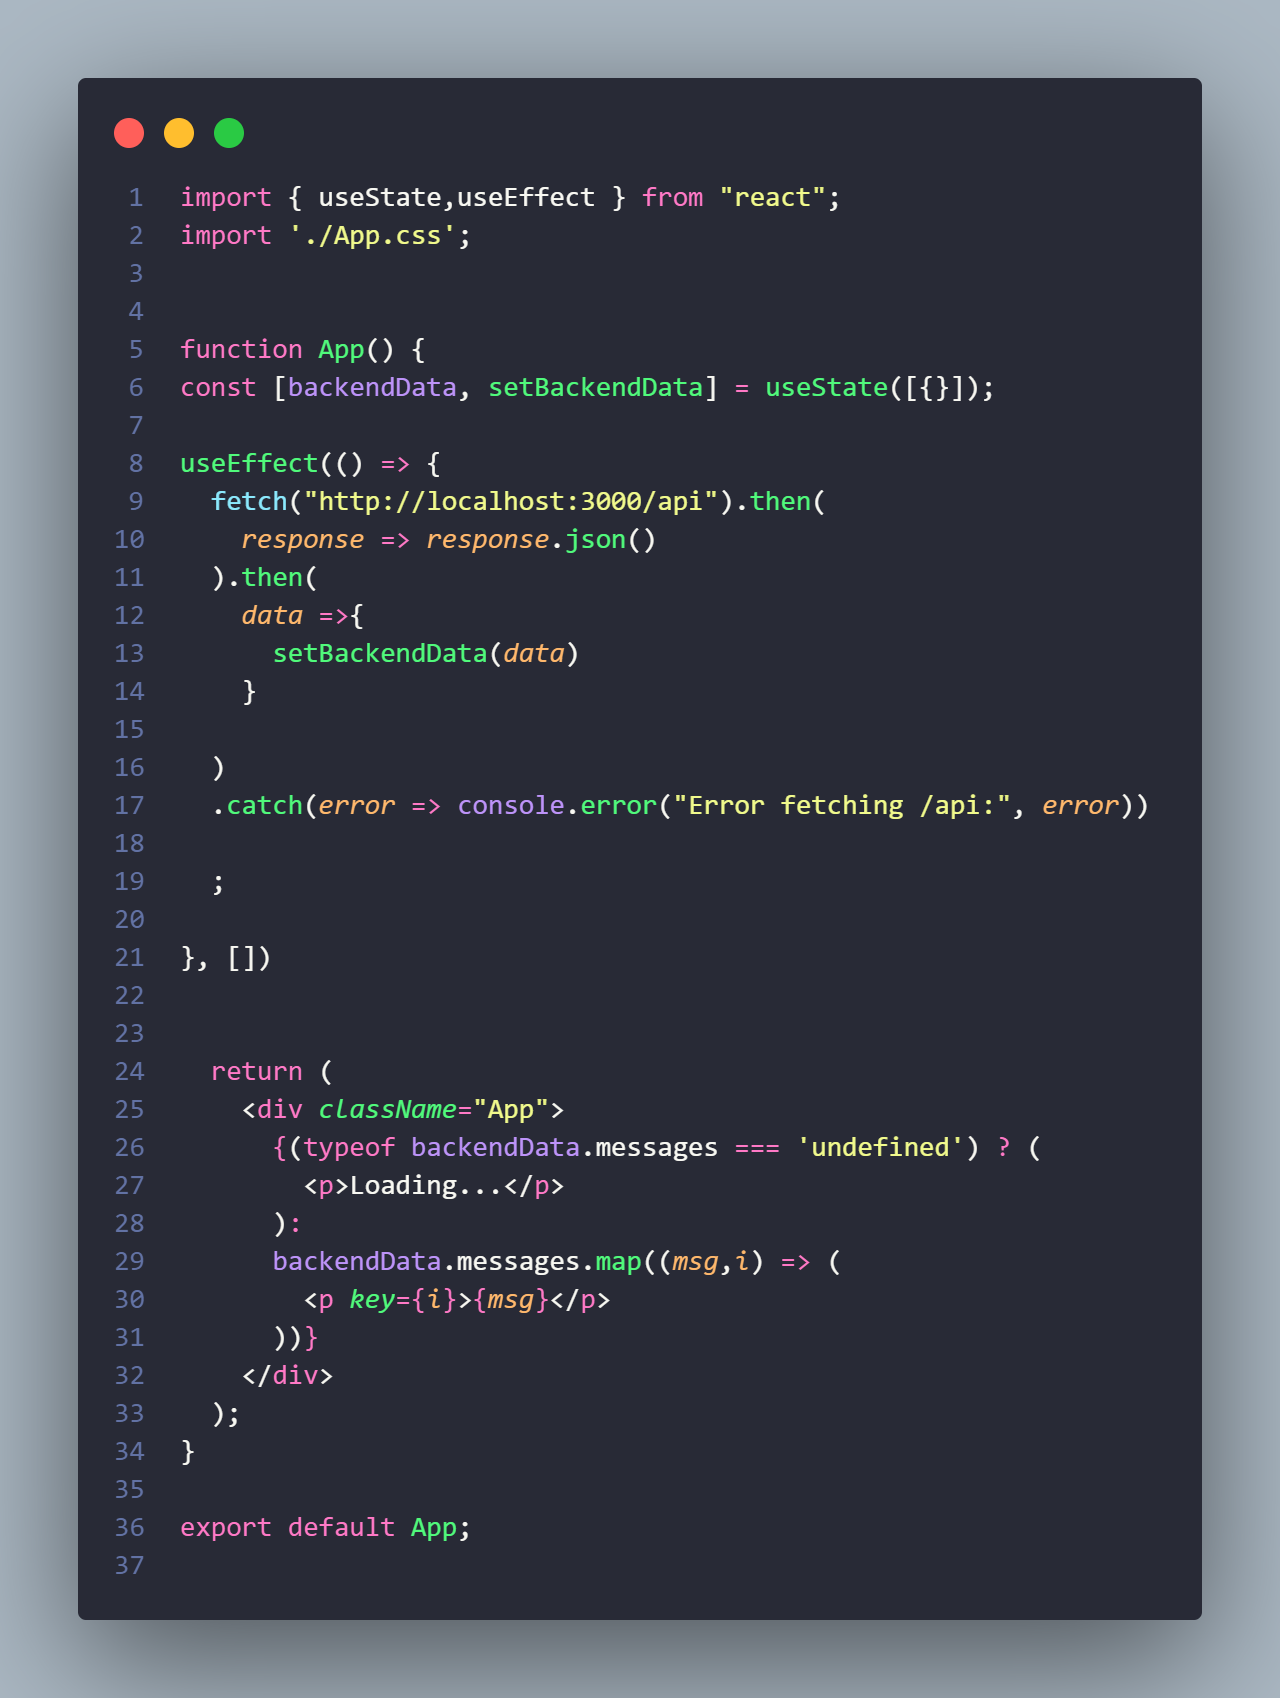 1 import { useState,useEffect } from "react";
2 import './App.css';
3
4
5 function App() {
6 const [backendData, setBackendData] = useState([{}]);
7
8 useEffect(() => {
9   fetch("http://localhost:3000/api").then(
10     response => response.json()
11   ).then(
12     data =>{
13       setBackendData(data)
14     }
15
16   )
17   .catch(error => console.error("Error fetching /api:", error))
18
19   ;
20
21 }, [])
22
23
24   return (
25     <div className="App">
26       {(typeof backendData.messages === 'undefined') ? (
27         <p>Loading...</p>
28       ):
29       backendData.messages.map((msg,i) => (
30         <p key={i}>{msg}</p>
31       ))}
32     </div>
33   );
34 }
35
36 export default App;
37